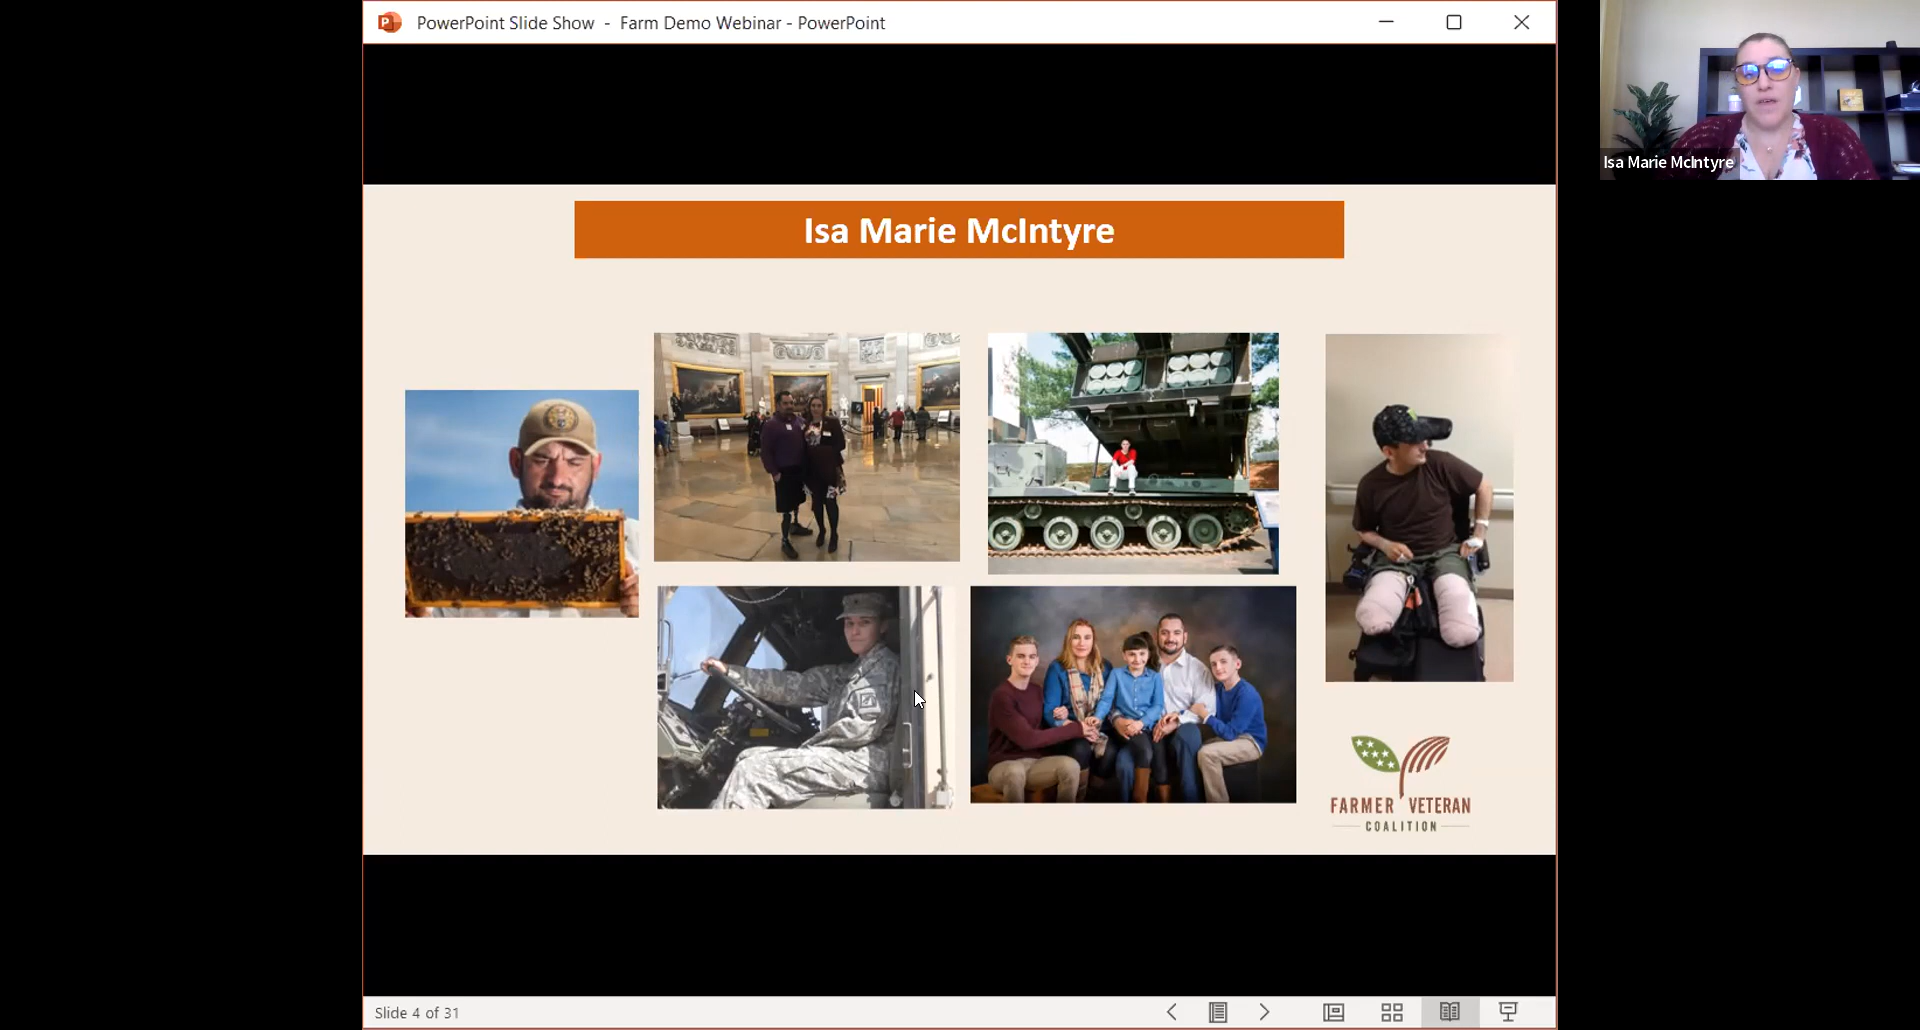 PowerPoint Slide Show - Farm Demo Webinar - PowerPoint
Isa Marie McIntyre
Isa Marie McIntyre
FARMER VETERAN
COALITION
Slide 4 of 31